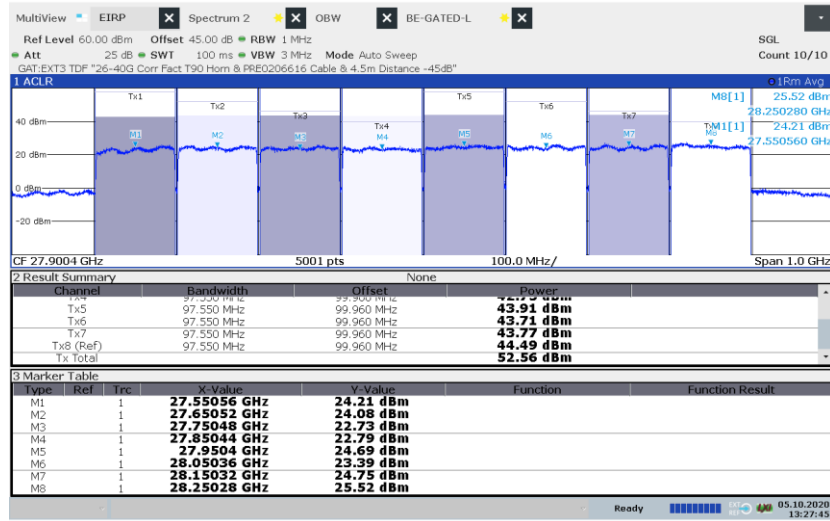 MultiView EIRP X Spectrum 2 X OBW X BE-GATED-L X
Ref Level 60.00 dBm Offset 45.00 dB RBW 1 MHz SGL
Att 25 dB SWT 100 ms VBW 3 MHz Mode Auto Sweep Count 10/10
GAT:EXT3 TDF "26-40G Corr Fact T90 Horn & PRE0206616 Cable & 4.5m Distance -45dB"
1 ACLR 1Rm Avg
Tx1 Tx2 Tx3 Tx4 Tx5 Tx6 Tx7
M8[1] 25.52 dBm
28.250280 GHz
M1[1] 24.21 dBm
27.550560 GHz
40 dBm
M1 M2 M3 M4 M5 M6 M7 M8
20 dBm
0 dBm
-20 dBm
CF 27.9004 GHz 5001 pts 100.0 MHz/ Span 1.0 GHz
2 Result Summary None
Channel Bandwidth Offset Power
Tx4 97.550 MHz 99.960 MHz 42.75 dBm
Tx5 97.550 MHz 99.960 MHz 43.91 dBm
Tx6 97.550 MHz 99.960 MHz 43.71 dBm
Tx7 97.550 MHz 99.960 MHz 43.77 dBm
Tx8 (Ref) 97.550 MHz 99.960 MHz 44.49 dBm
Tx Total 52.56 dBm
3 Marker Table
Type Ref Trc X-Value Y-Value Function Function Result
M1 1 27.55056 GHz 24.21 dBm
M2 1 27.65052 GHz 24.08 dBm
M3 1 27.75048 GHz 22.73 dBm
M4 1 27.85044 GHz 22.79 dBm
M5 1 27.9504 GHz 24.69 dBm
M6 1 28.05036 GHz 23.39 dBm
M7 1 28.15032 GHz 24.75 dBm
M8 1 28.25028 GHz 25.52 dBm
Ready 05.10.2020
13:27:45